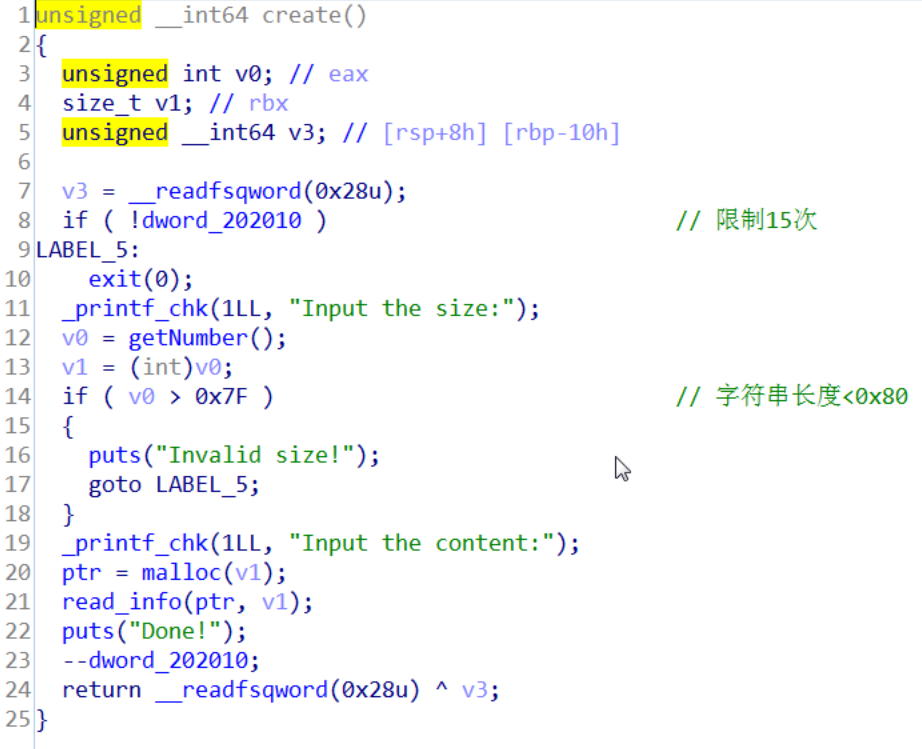 1 unsigned __int64 create()
2 {
3   unsigned int v0; // eax
4   size_t v1; // rbx
5   unsigned __int64 v3; // [rsp+8h] [rbp-10h]
6
7   v3 = __readfsqword(0x28u);
8   if ( !dword_202010 )                          // 限制15次
9 LABEL_5:
10     exit(0);
11   _printf_chk(1LL, "Input the size:");
12   v0 = getNumber();
13   v1 = (int)v0;
14   if ( v0 > 0x7F )                              // 字符串长度<0x80
15   {
16     puts("Invalid size!");
17     goto LABEL_5;
18   }
19   _printf_chk(1LL, "Input the content:");
20   ptr = malloc(v1);
21   read_info(ptr, v1);
22   puts("Done!");
23   --dword_202010;
24   return __readfsqword(0x28u) ^ v3;
25 }